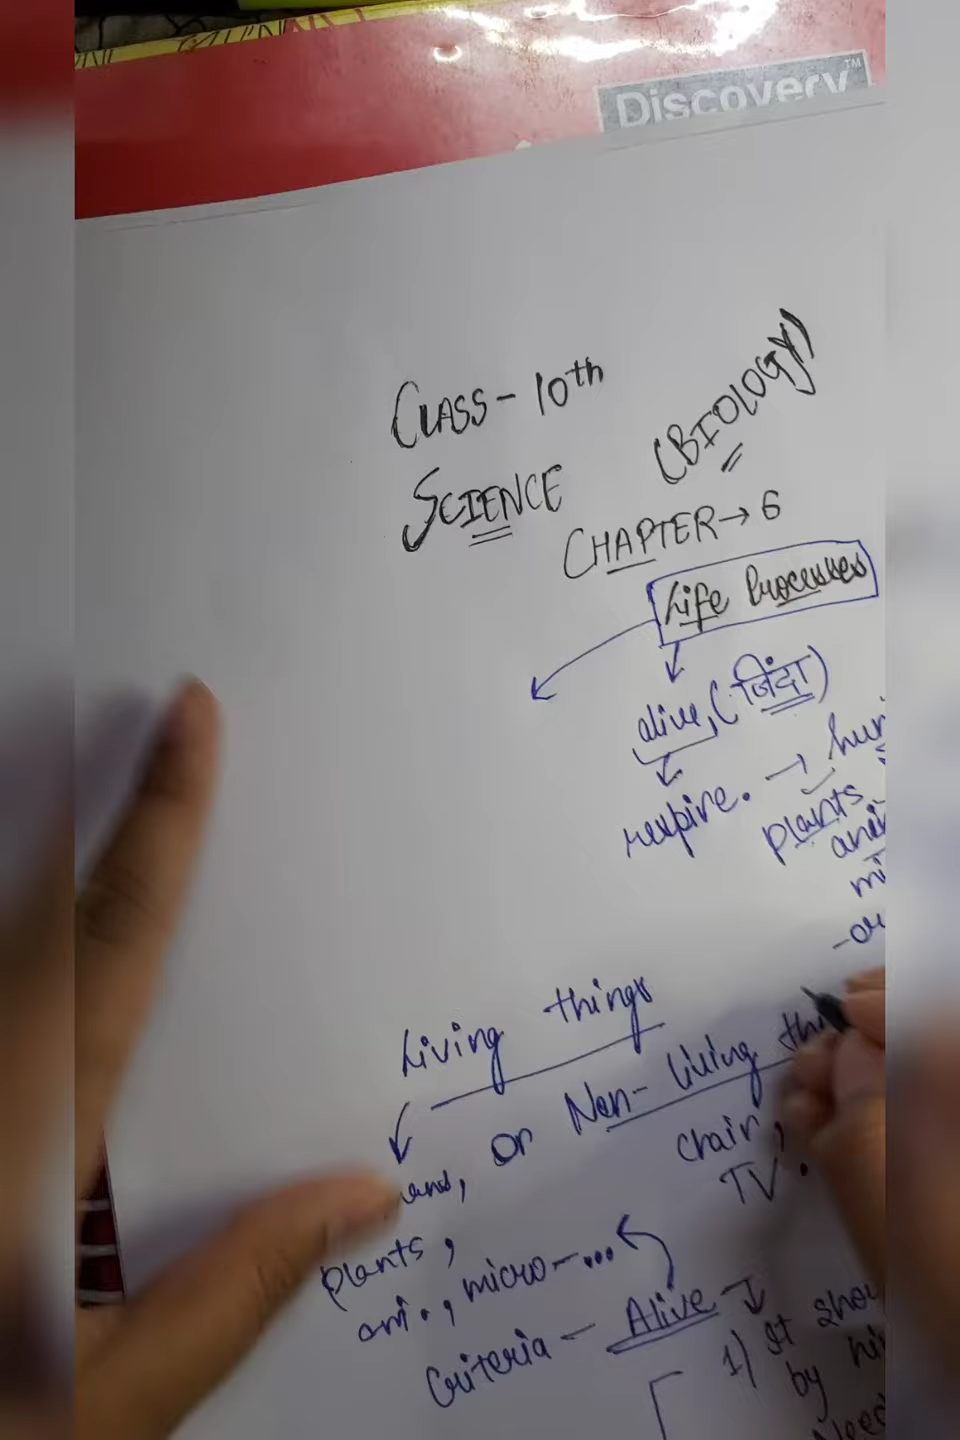 Discovery™
CLASS - 10th
SCIENCE (BIOLOGY)
CHAPTER → 6
Life Processes
alive, (जिंदा)
respire. →
plants
Living things
or Non-living
chair,
TV.
plants,
ani., micro-...
Criteria - Alive
1) It
by